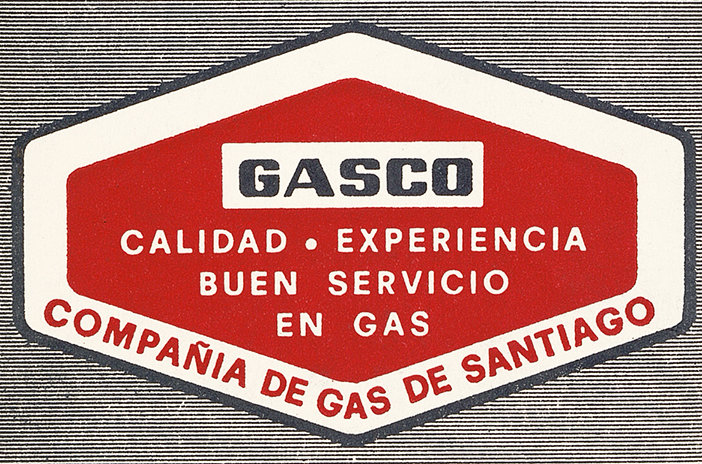 GASCO
CALIDAD • EXPERIENCIA
BUEN SERVICIO
EN GAS
COMPAÑIA DE GAS DE SANTIAGO